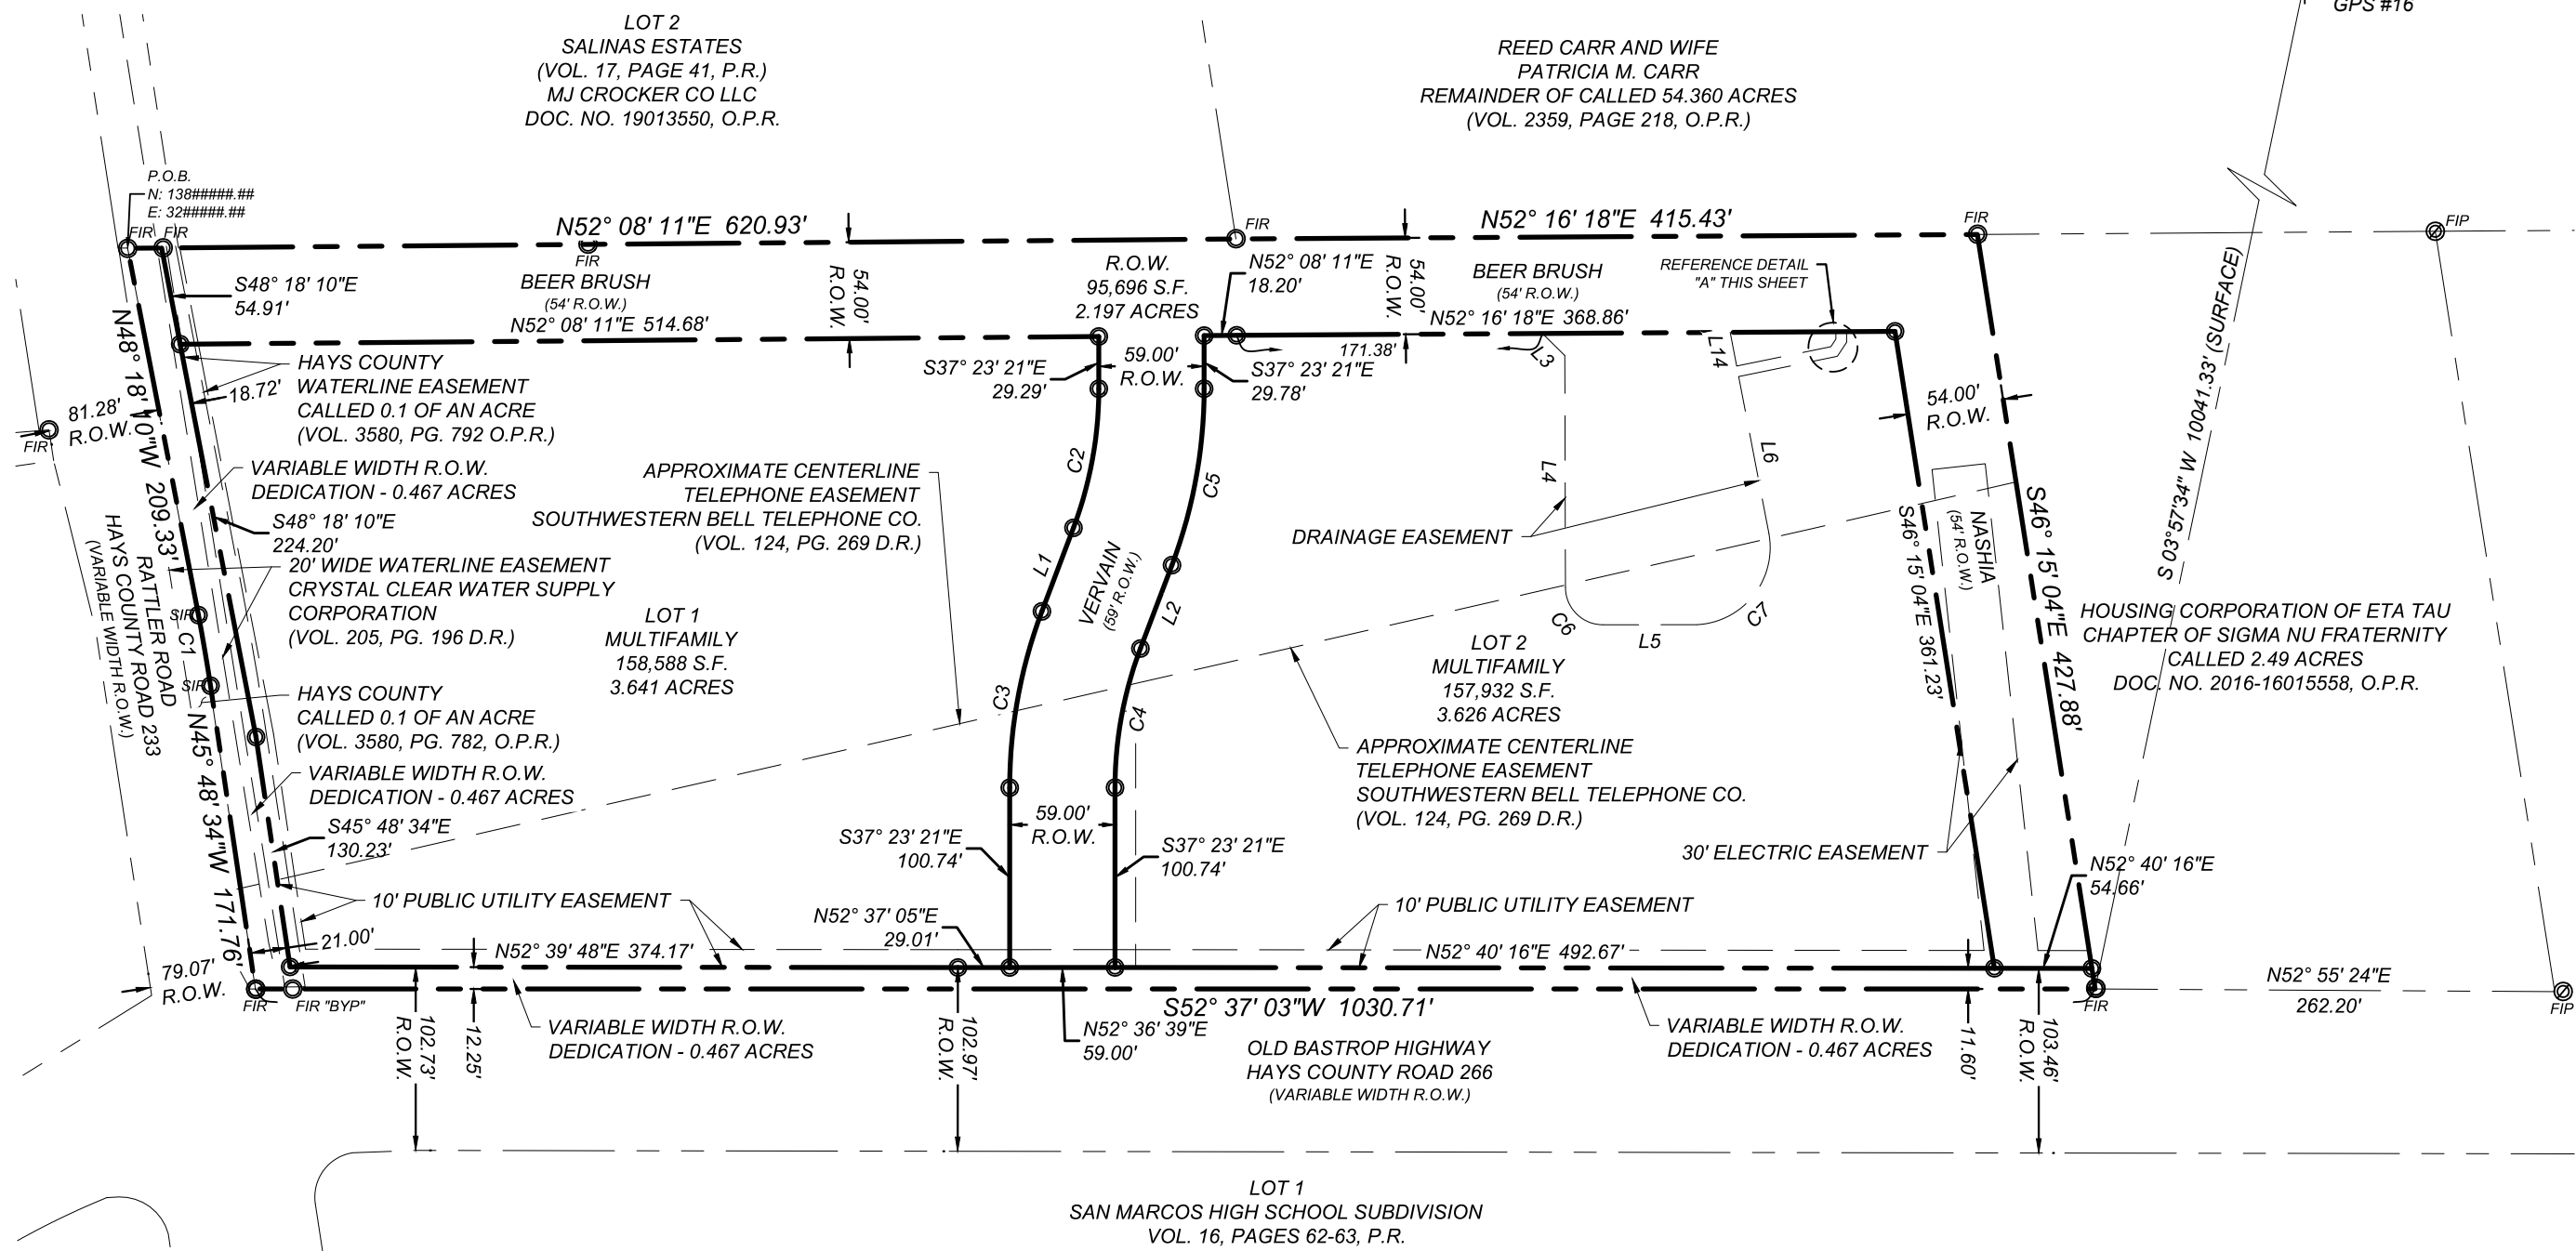 GPS #16
LOT 2
SALINAS ESTATES
(VOL. 17, PAGE 41, P.R.)
MJ CROCKER CO LLC
DOC. NO. 19013550, O.P.R.
REED CARR AND WIFE
PATRICIA M. CARR
REMAINDER OF CALLED 54.360 ACRES
(VOL. 2359, PAGE 218, O.P.R.)
P.O.B.
N: 138#####.##
E: 32#####.##
FIR
FIR
N52° 08' 11"E 620.93'
FIR
FIR
N52° 16' 18"E 415.43'
FIR
FIP
S48° 18' 10"E
54.91'
BEER BRUSH
(54' R.O.W.)
N52° 08' 11"E 514.68'
54.00'
R.O.W.
R.O.W.
95,696 S.F.
2.197 ACRES
N52° 08' 11"E
18.20'
54.00'
R.O.W.
BEER BRUSH
(54' R.O.W.)
N52° 16' 18"E 368.86'
REFERENCE DETAIL
"A" THIS SHEET
171.38'
L3
L14
S37° 23' 21"E
29.29'
59.00'
R.O.W.
S37° 23' 21"E
29.78'
54.00'
R.O.W.
S 03°57'34" W 10041.33' (SURFACE)
N48° 18' 10"W 209.33'
HAYS COUNTY
WATERLINE EASEMENT
CALLED 0.1 OF AN ACRE
(VOL. 3580, PG. 792 O.P.R.)
18.72'
81.28'
R.O.W.
FIR
VARIABLE WIDTH R.O.W.
DEDICATION - 0.467 ACRES
S48° 18' 10"E
224.20'
20' WIDE WATERLINE EASEMENT
CRYSTAL CLEAR WATER SUPPLY
CORPORATION
(VOL. 205, PG. 196 D.R.)
APPROXIMATE CENTERLINE
TELEPHONE EASEMENT
SOUTHWESTERN BELL TELEPHONE CO.
(VOL. 124, PG. 269 D.R.)
C2
C5
L4
L6
DRAINAGE EASEMENT
L1
VERVAIN
(59' R.O.W.)
L2
C6
L5
C7
S46° 15' 04"E 361.23'
NASHIA
(54' R.O.W.)
S46° 15' 04"E 427.88'
RATTLER ROAD
HAYS COUNTY ROAD 233
(VARIABLE WIDTH R.O.W.)
SIR
C1
SIR
LOT 1
MULTIFAMILY
158,588 S.F.
3.641 ACRES
LOT 2
MULTIFAMILY
157,932 S.F.
3.626 ACRES
HOUSING CORPORATION OF ETA TAU
CHAPTER OF SIGMA NU FRATERNITY
CALLED 2.49 ACRES
DOC. NO. 2016-16015558, O.P.R.
HAYS COUNTY
CALLED 0.1 OF AN ACRE
(VOL. 3580, PG. 782, O.P.R.)
C3
C4
N45° 48' 34"W 171.76'
VARIABLE WIDTH R.O.W.
DEDICATION - 0.467 ACRES
S45° 48' 34"E
130.23'
APPROXIMATE CENTERLINE
TELEPHONE EASEMENT
SOUTHWESTERN BELL TELEPHONE CO.
(VOL. 124, PG. 269 D.R.)
S37° 23' 21"E
100.74'
59.00'
R.O.W.
S37° 23' 21"E
100.74'
30' ELECTRIC EASEMENT
N52° 40' 16"E
54.66'
10' PUBLIC UTILITY EASEMENT
10' PUBLIC UTILITY EASEMENT
N52° 37' 05"E
29.01'
21.00'
N52° 39' 48"E 374.17'
N52° 40' 16"E 492.67'
79.07'
R.O.W.
FIR
FIR "BYP"
S52° 37' 03"W 1030.71'
FIR
N52° 55' 24"E
262.20'
FIP
102.73'
R.O.W.
12.25'
VARIABLE WIDTH R.O.W.
DEDICATION - 0.467 ACRES
102.97'
R.O.W.
N52° 36' 39"E
59.00'
OLD BASTROP HIGHWAY
HAYS COUNTY ROAD 266
(VARIABLE WIDTH R.O.W.)
VARIABLE WIDTH R.O.W.
DEDICATION - 0.467 ACRES
11.60'
103.46'
R.O.W.
LOT 1
SAN MARCOS HIGH SCHOOL SUBDIVISION
VOL. 16, PAGES 62-63, P.R.